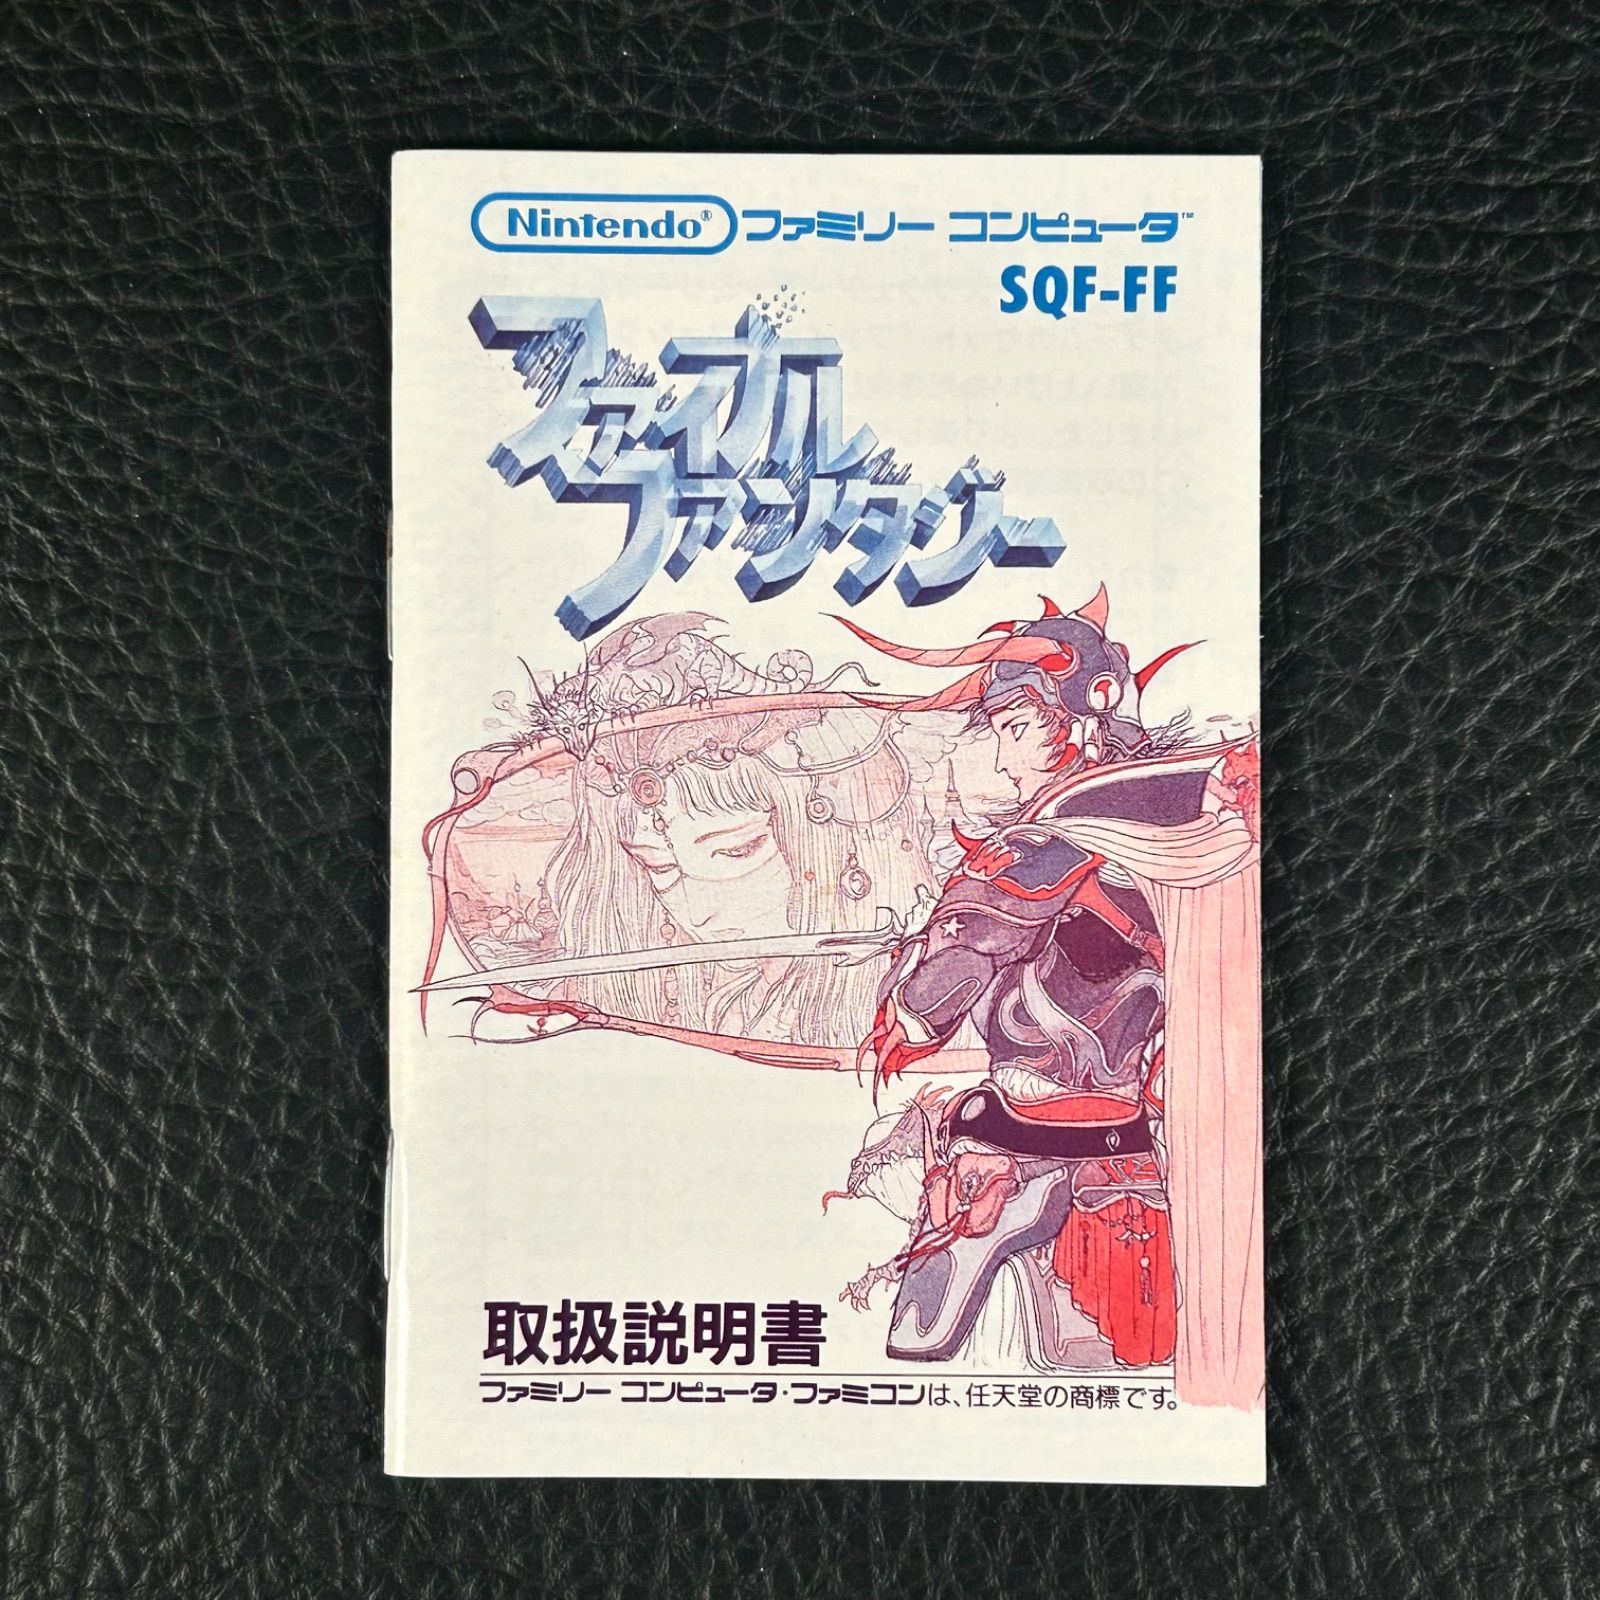 Nintendo® ファミリー コンピュータ™
SQF-FF
ファイナル
ファンタジー
取扱説明書
ファミリー コンピュータ・ファミコンは、任天堂の商標です。